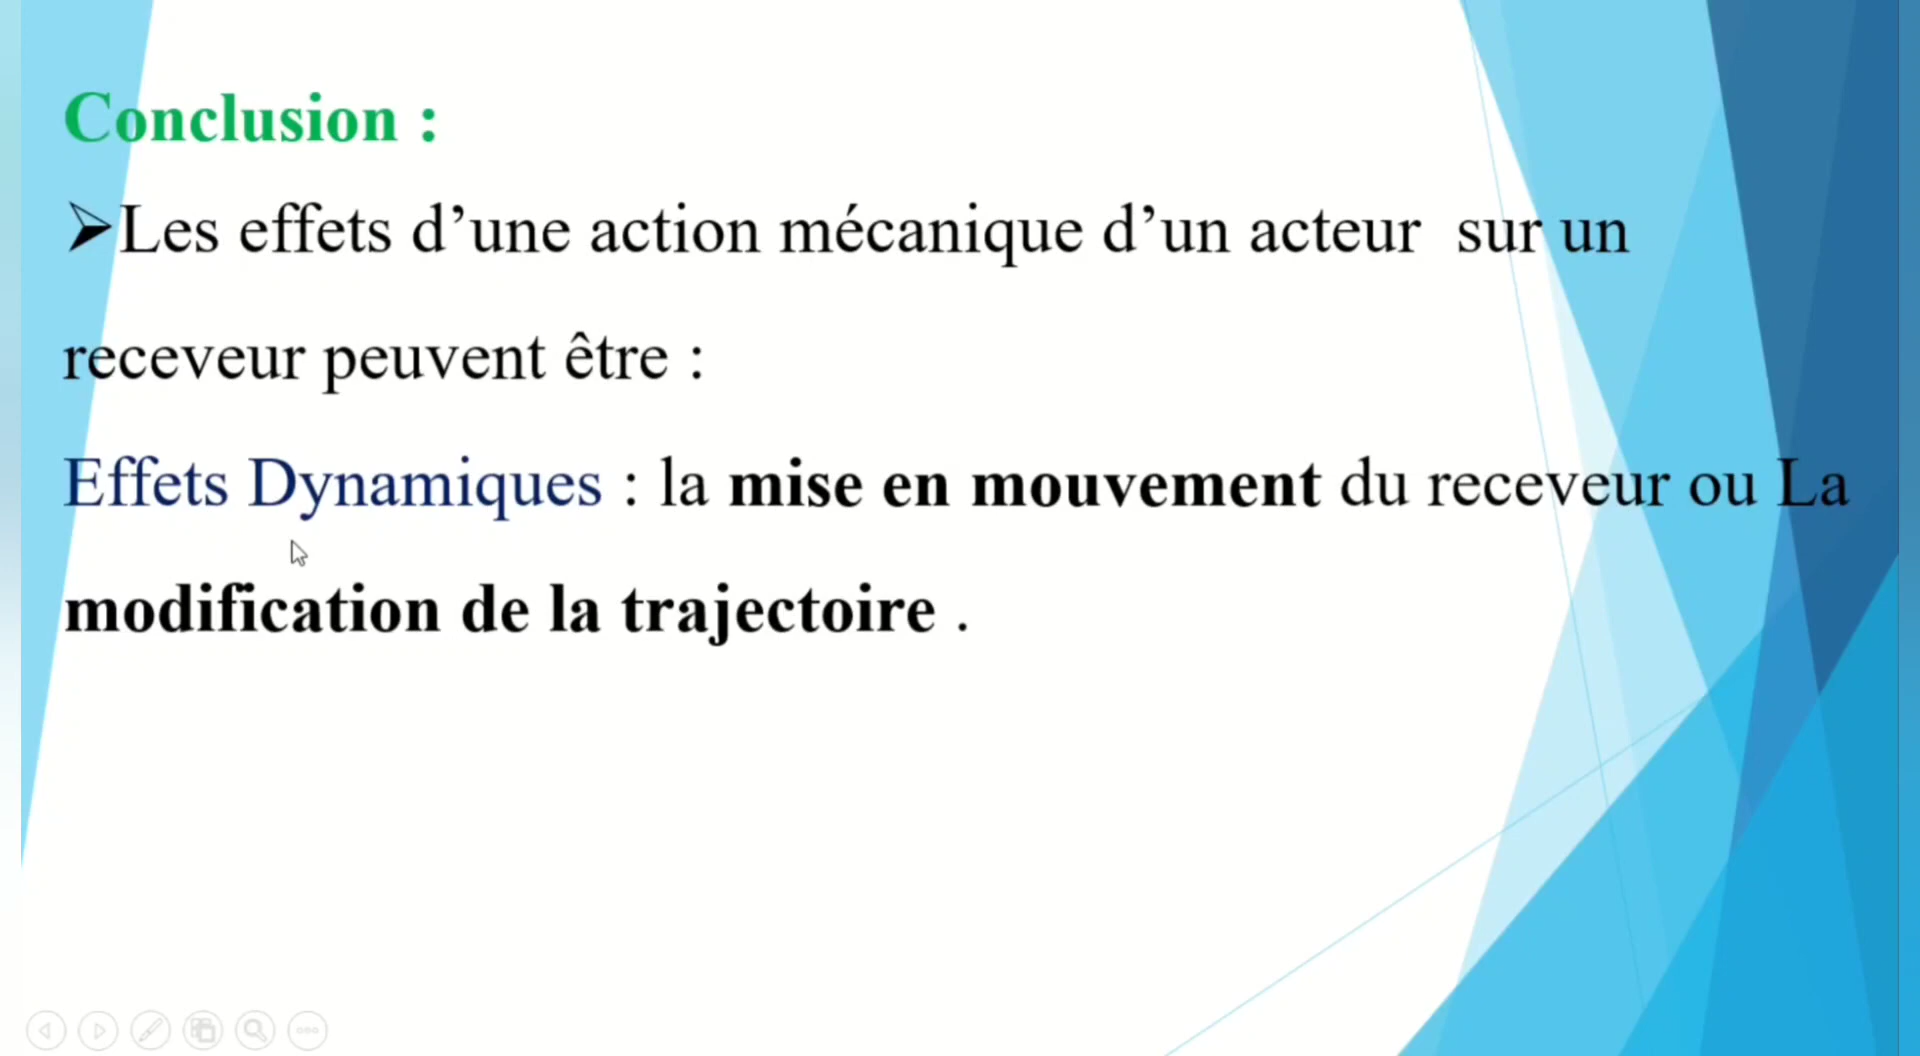 Conclusion :
➢Les effets d’une action mécanique d’un acteur  sur un
receveur peuvent être :
Effets Dynamiques : la mise en mouvement du receveur ou La
modification de la trajectoire .